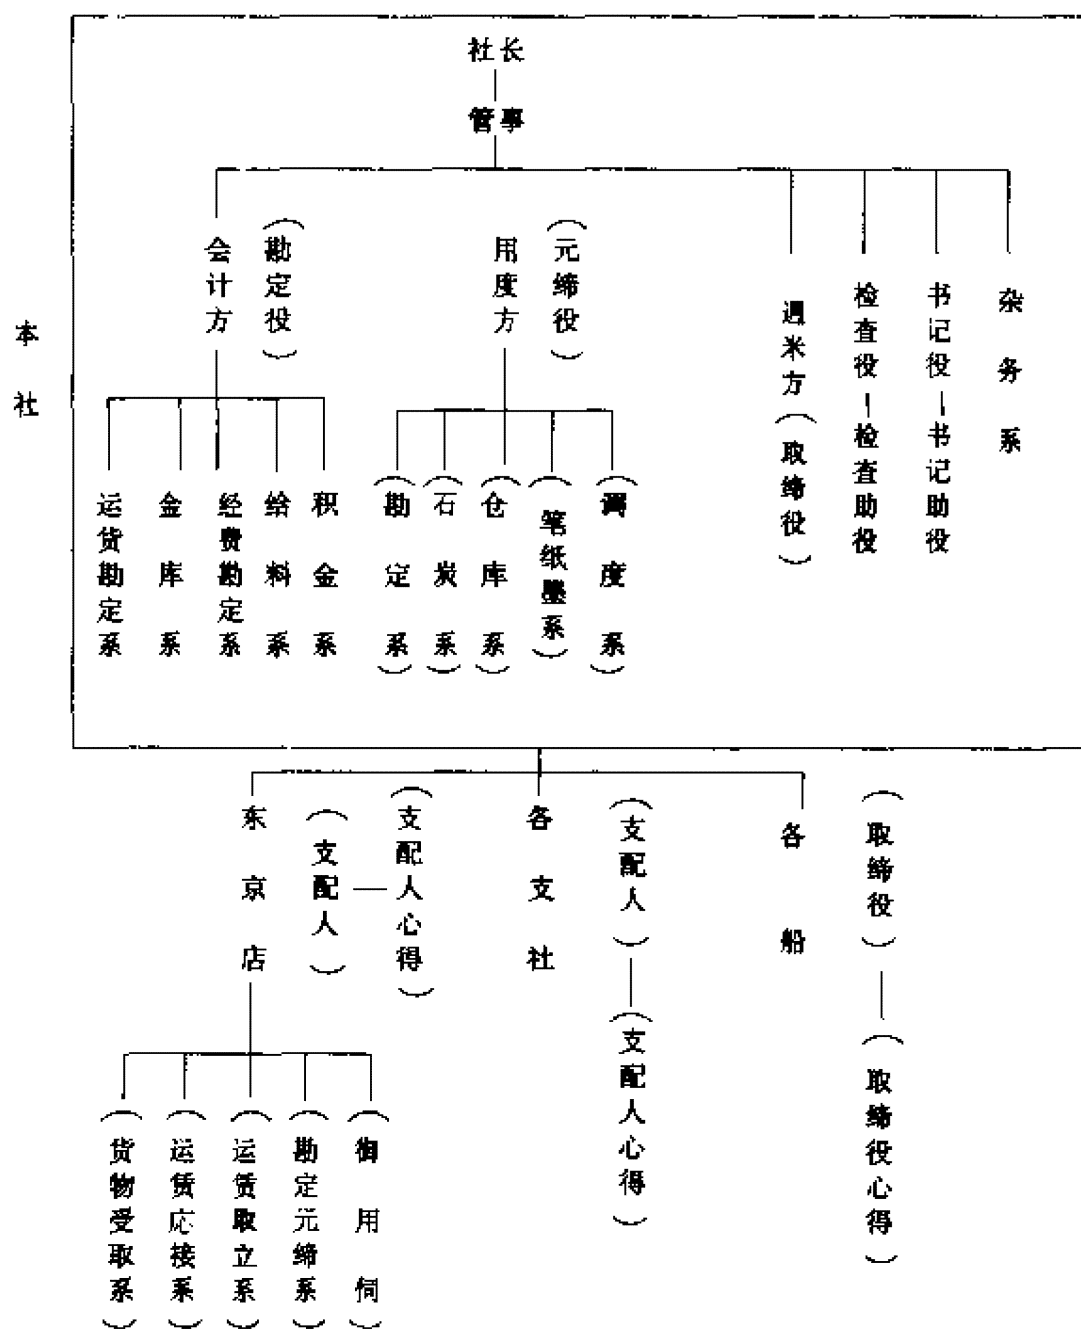 社长
管事
本社
会计方
(勘定役)
用度方
(元缔役)
迴米方(取缔役)
检查役—检查助役
书记役—书记助役
杂务系
运货勘定系
金库系
经费勘定系
给料系
积金系
(勘定系)
(石炭系)
(仓库系)
(笔纸墨系)
(调度系)
东京店
(支配人)—(支配人心得)
各支社
(支配人)—(支配人心得)
各船
(取缔役)—(取缔役心得)
(货物受取系)
(运赁应接系)
(运赁取立系)
(勘定元缔系)
(御用伺)